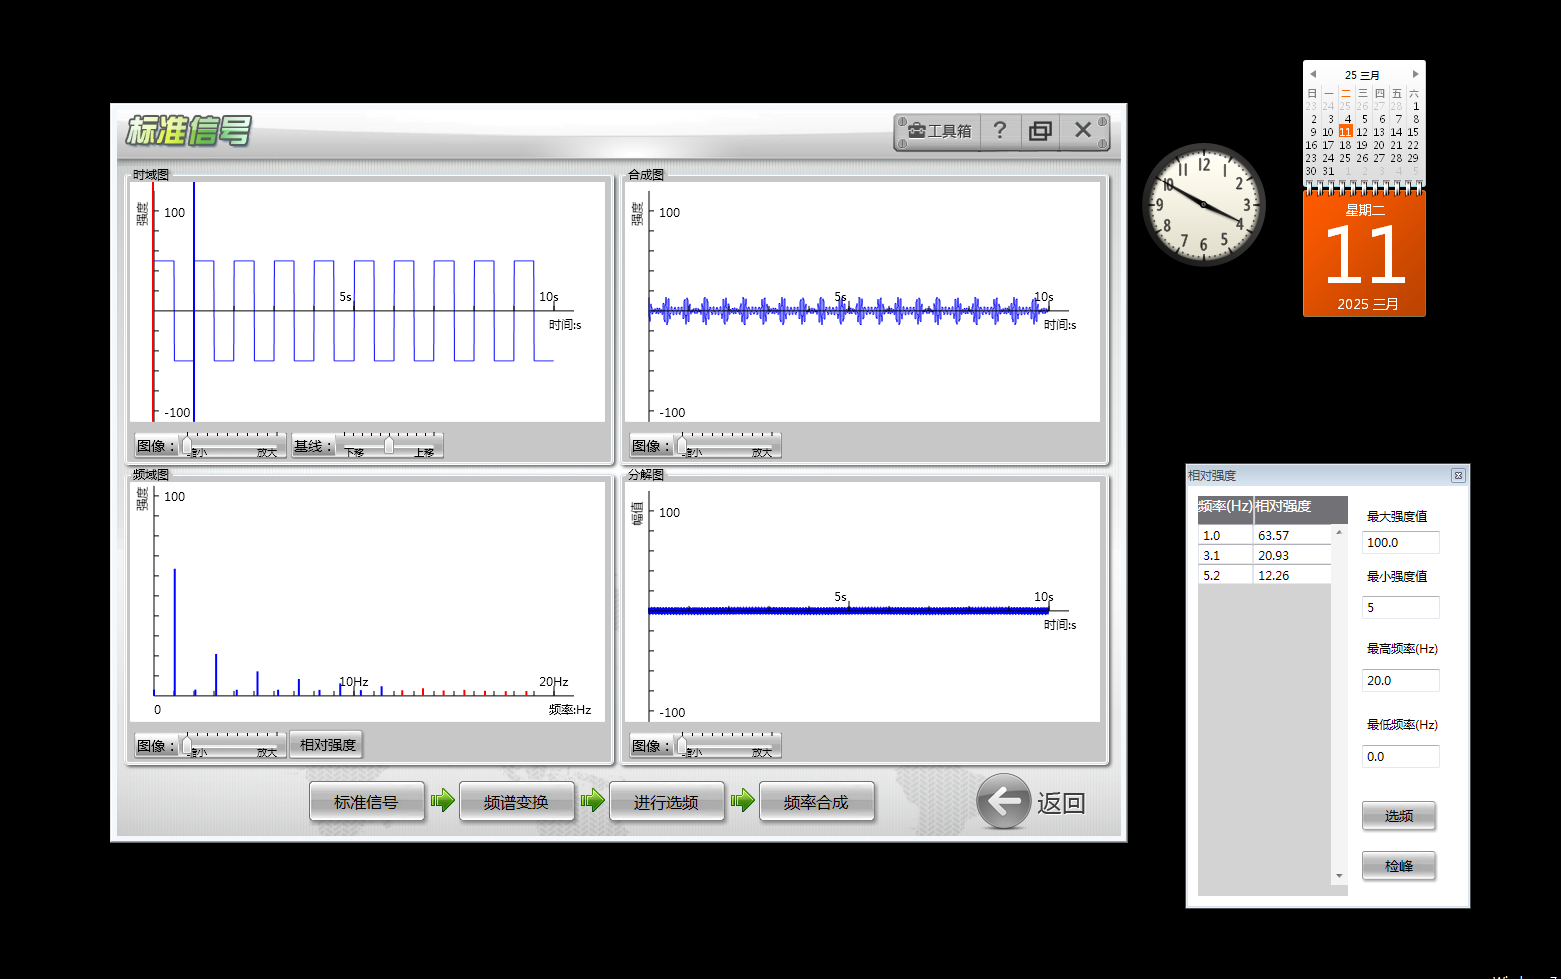 标准信号
工具箱
?
时域图
强度
100
5s
10s
时间:s
-100
图像：
缩小
放大
基线：
下移
上移
合成图
强度
100
5s
10s
时间:s
-100
图像：
缩小
放大
频域图
强度
100
10Hz
20Hz
0
频率:Hz
图像：
缩小
放大
相对强度
分解图
幅值
100
5s
10s
时间:s
-100
图像：
缩小
放大
标准信号
频谱变换
进行选频
频率合成
返回
12
1
2
3
4
5
6
7
8
9
10
11
25 三月
日 一 二 三 四 五 六
23 24 25 26 27 28 1
2 3 4 5 6 7 8
9 10 11 12 13 14 15
16 17 18 19 20 21 22
23 24 25 26 27 28 29
30 31 1 2 3 4 5
星期二
11
2025 三月
相对强度
频率(Hz) 相对强度
1.0 63.57
3.1 20.93
5.2 12.26
最大强度值
100.0
最小强度值
5
最高频率(Hz)
20.0
最低频率(Hz)
0.0
选频
检峰